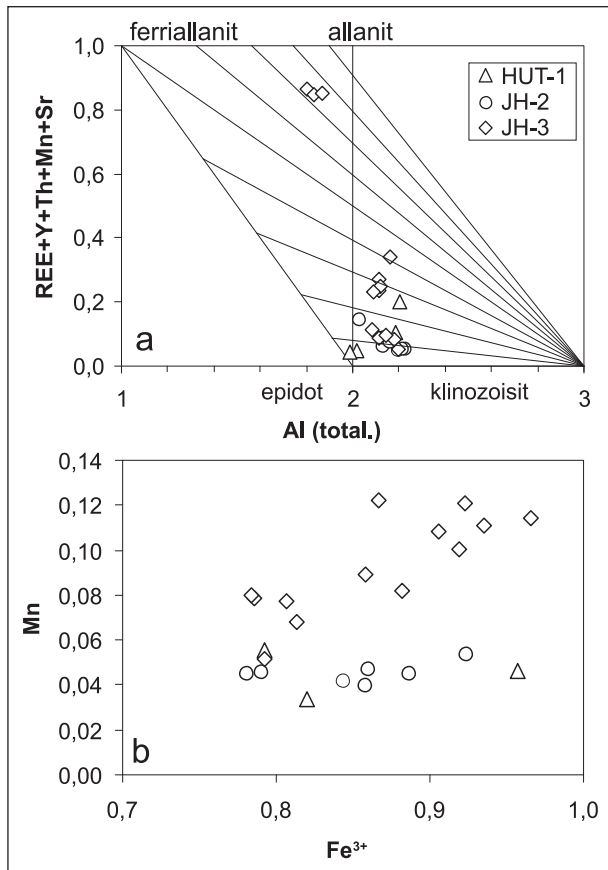 ferriallanit allanit
1,0
0,8
0,6
0,4
0,2
0,0
REE+Y+Th+Mn+Sr
HUT-1
JH-2
JH-3
a
epidot klinozoisit
1 2 3
Al (total.)
0,14
0,12
0,10
0,08
0,06
0,04
0,02
0,00
Mn
b
0,7 0,8 0,9 1,0
Fe³⁺